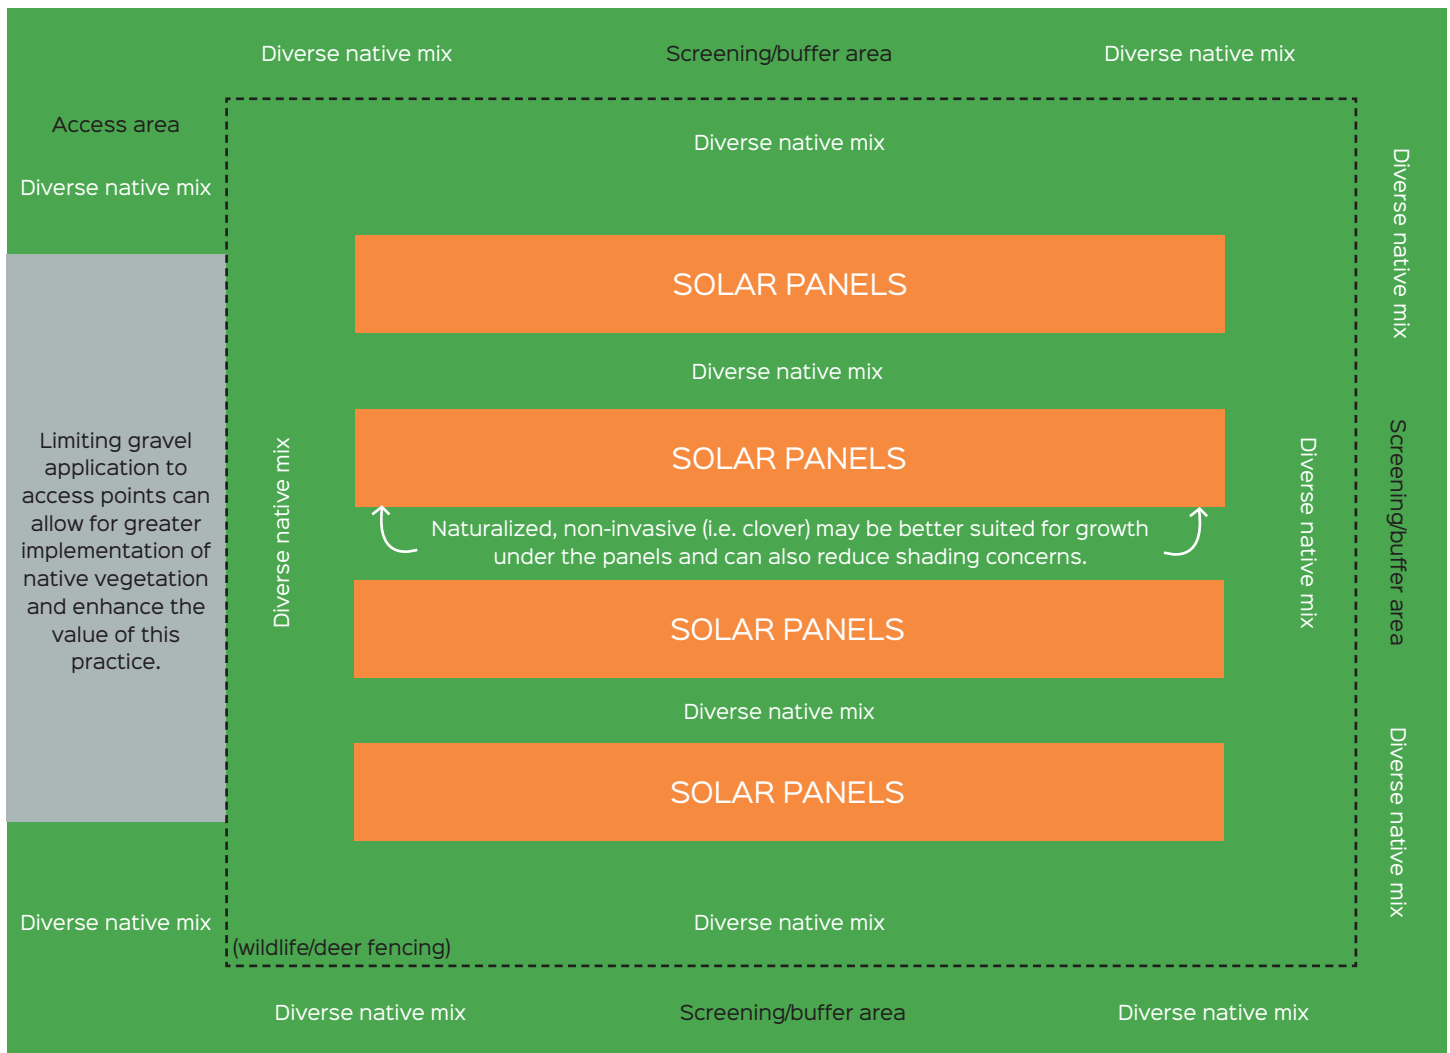 Diverse native mix
Screening/buffer area
Diverse native mix
Access area
Diverse native mix
Diverse native mix
Diverse native mix
SOLAR PANELS
Diverse native mix
SOLAR PANELS
Limiting gravel
application to
access points can
allow for greater
implementation of
native vegetation
and enhance the
value of this
practice.
Diverse native mix
Naturalized, non-invasive (i.e. clover) may be better suited for growth
under the panels and can also reduce shading concerns.
Diverse native mix
Screening/buffer area
SOLAR PANELS
Diverse native mix
SOLAR PANELS
Diverse native mix
Diverse native mix
Diverse native mix
(wildlife/deer fencing)
Diverse native mix
Screening/buffer area
Diverse native mix